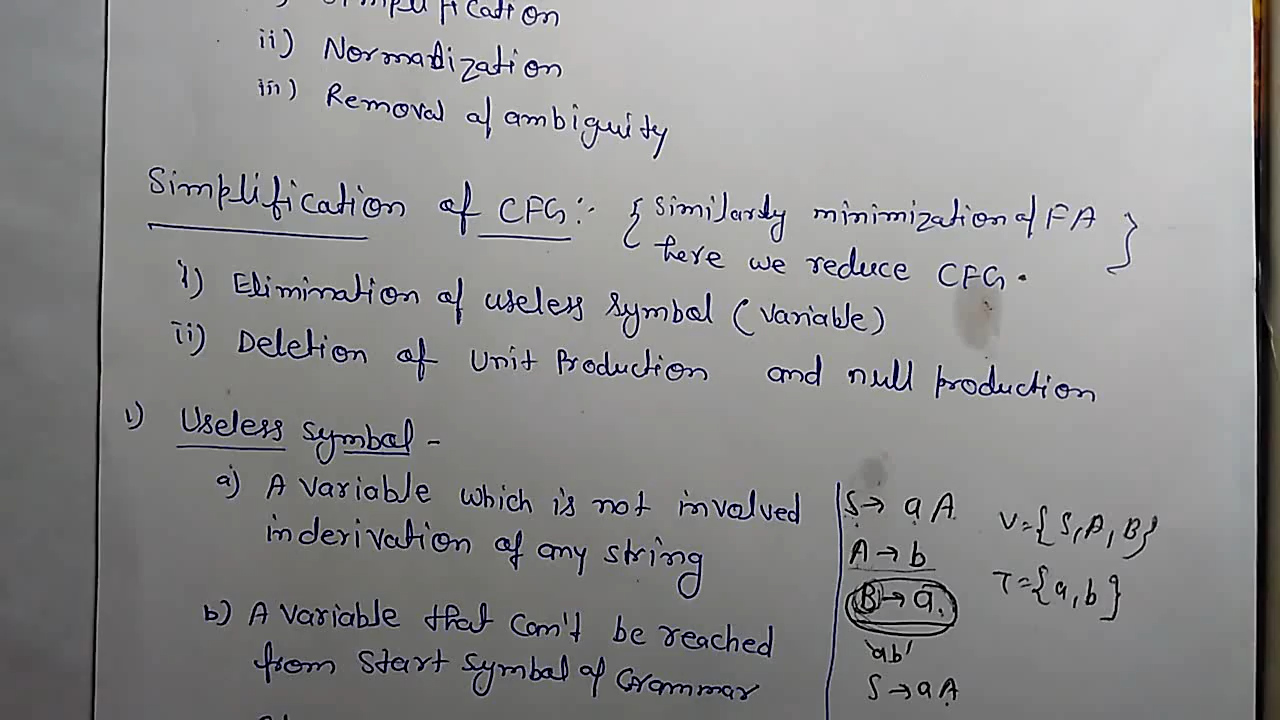 i) Simplification
ii) Normalization
iii) Removal of ambiguity
Simplification of CFG:- { Similarly minimization of FA
here we reduce CFG. }
i) Elimination of useless symbol (variable)
ii) Deletion of Unit Production and null production
1) Useless symbol -
a) A variable which is not involved
in derivation of any string
b) A variable that can't be reached
from start symbol of Grammar
S → aA
A → b
B → a.
'ab'
S → aA
V={S,A,B}
T={a,b}